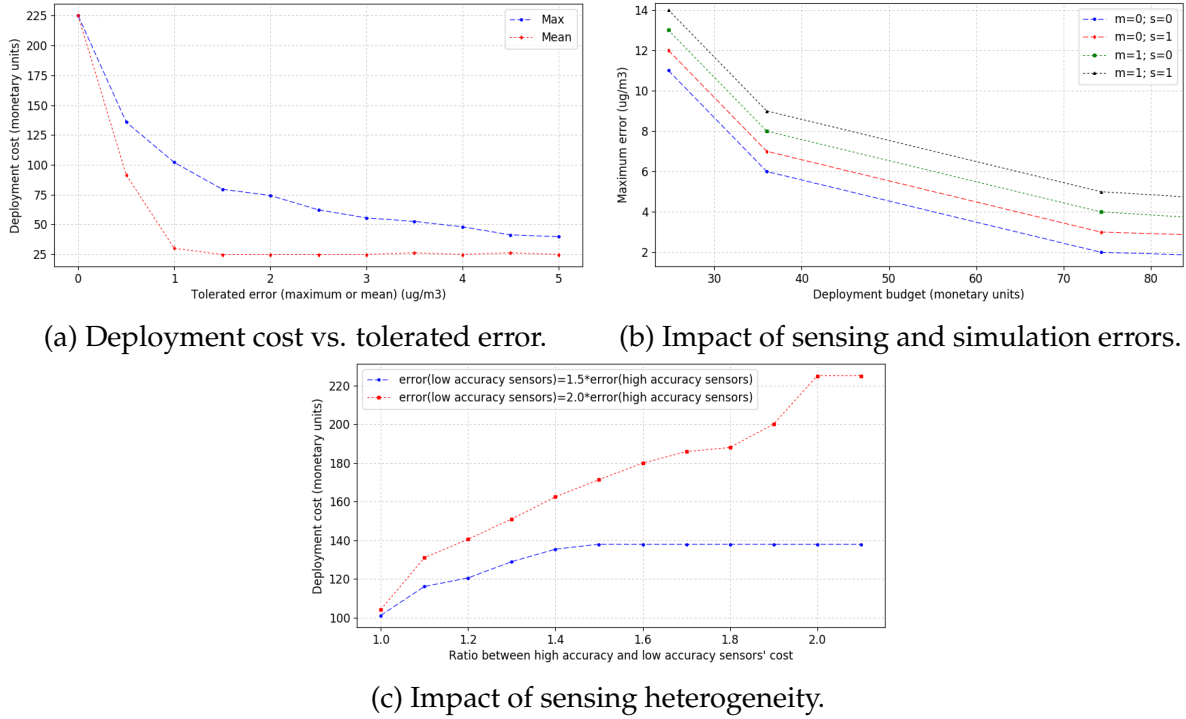 225
200
175
150
125
100
75
50
25
Deployment cost (monetary units)
Max
Mean
0 1 2 3 4 5
Tolerated error (maximum or mean) (ug/m3)
(a) Deployment cost vs. tolerated error.
14
12
10
8
6
4
2
Maximum error (ug/m3)
m=0; s=0
m=0; s=1
m=1; s=0
m=1; s=1
30 40 50 60 70 80
Deployment budget (monetary units)
(b) Impact of sensing and simulation errors.
220
200
180
160
140
120
100
Deployment cost (monetary units)
error(low accuracy sensors)=1.5*error(high accuracy sensors)
error(low accuracy sensors)=2.0*error(high accuracy sensors)
1.0 1.2 1.4 1.6 1.8 2.0
Ratio between high accuracy and low accuracy sensors' cost
(c) Impact of sensing heterogeneity.